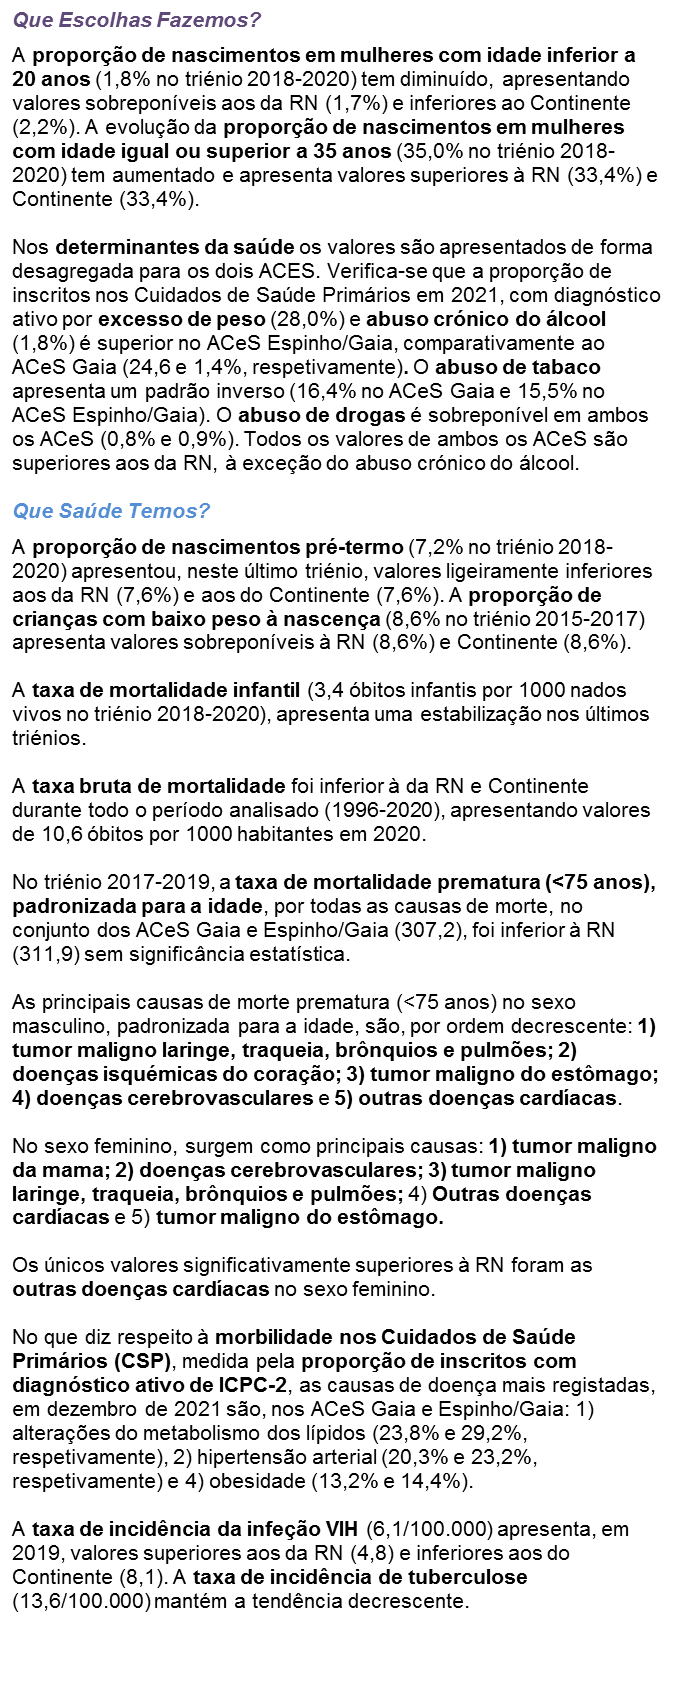 Que Escolhas Fazemos?
A proporção de nascimentos em mulheres com idade inferior a
20 anos (1,8% no triénio 2018-2020) tem diminuído, apresentando
valores sobreponíveis aos da RN (1,7%) e inferiores ao Continente
(2,2%). A evolução da proporção de nascimentos em mulheres
com idade igual ou superior a 35 anos (35,0% no triénio 2018-
2020) tem aumentado e apresenta valores superiores à RN (33,4%) e
Continente (33,4%).
Nos determinantes da saúde os valores são apresentados de forma
desagregada para os dois ACES. Verifica-se que a proporção de
inscritos nos Cuidados de Saúde Primários em 2021, com diagnóstico
ativo por excesso de peso (28,0%) e abuso crónico do álcool
(1,8%) é superior no ACeS Espinho/Gaia, comparativamente ao
ACeS Gaia (24,6 e 1,4%, respetivamente). O abuso de tabaco
apresenta um padrão inverso (16,4% no ACeS Gaia e 15,5% no
ACeS Espinho/Gaia). O abuso de drogas é sobreponível em ambos
os ACeS (0,8% e 0,9%). Todos os valores de ambos os ACeS são
superiores aos da RN, à exceção do abuso crónico do álcool.
Que Saúde Temos?
A proporção de nascimentos pré-termo (7,2% no triénio 2018-
2020) apresentou, neste último triénio, valores ligeiramente inferiores
aos da RN (7,6%) e aos do Continente (7,6%). A proporção de
crianças com baixo peso à nascença (8,6% no triénio 2015-2017)
apresenta valores sobreponíveis à RN (8,6%) e Continente (8,6%).
A taxa de mortalidade infantil (3,4 óbitos infantis por 1000 nados
vivos no triénio 2018-2020), apresenta uma estabilização nos últimos
triénios.
A taxa bruta de mortalidade foi inferior à da RN e Continente
durante todo o período analisado (1996-2020), apresentando valores
de 10,6 óbitos por 1000 habitantes em 2020.
No triénio 2017-2019, a taxa de mortalidade prematura (<75 anos),
padronizada para a idade, por todas as causas de morte, no
conjunto dos ACeS Gaia e Espinho/Gaia (307,2), foi inferior à RN
(311,9) sem significância estatística.
As principais causas de morte prematura (<75 anos) no sexo
masculino, padronizada para a idade, são, por ordem decrescente: 1)
tumor maligno laringe, traqueia, brônquios e pulmões; 2)
doenças isquémicas do coração; 3) tumor maligno do estômago;
4) doenças cerebrovasculares e 5) outras doenças cardíacas.
No sexo feminino, surgem como principais causas: 1) tumor maligno
da mama; 2) doenças cerebrovasculares; 3) tumor maligno
laringe, traqueia, brônquios e pulmões; 4) Outras doenças
cardíacas e 5) tumor maligno do estômago.
Os únicos valores significativamente superiores à RN foram as
outras doenças cardíacas no sexo feminino.
No que diz respeito à morbilidade nos Cuidados de Saúde
Primários (CSP), medida pela proporção de inscritos com
diagnóstico ativo de ICPC-2, as causas de doença mais registadas,
em dezembro de 2021 são, nos ACeS Gaia e Espinho/Gaia: 1)
alterações do metabolismo dos lípidos (23,8% e 29,2%,
respetivamente), 2) hipertensão arterial (20,3% e 23,2%,
respetivamente) e 4) obesidade (13,2% e 14,4%).
A taxa de incidência da infeção VIH (6,1/100.000) apresenta, em
2019, valores superiores aos da RN (4,8) e inferiores aos do
Continente (8,1). A taxa de incidência de tuberculose
(13,6/100.000) mantém a tendência decrescente.